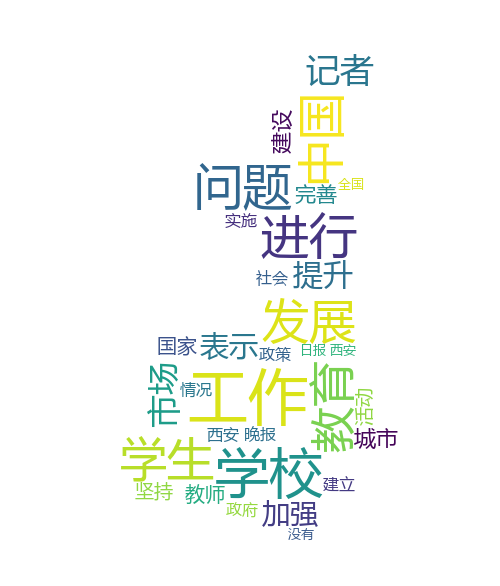 记者
中国
建设
问题
完善
全国
实施
进行
社会
提升
发展
国家
表示
政策
日报 西安
市场
情况
工作
教育
活动
西安 晚报
城市
学生
学校
坚持
教师
建立
政府
加强
没有